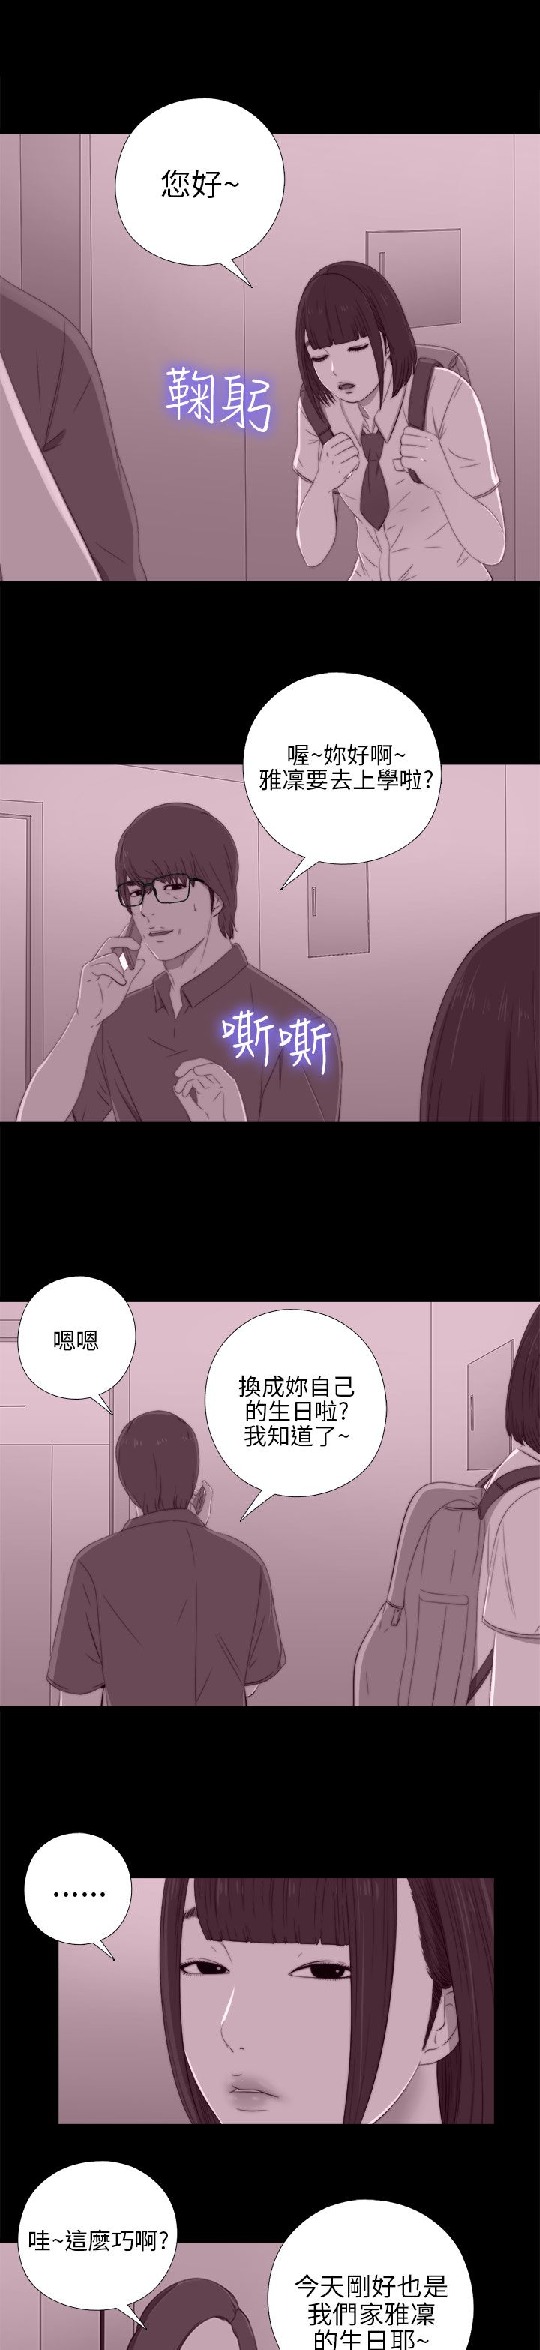 您好~
鞠躬
喔~妳好啊~
雅凜要去上學啦?
嘶嘶
嗯嗯
換成妳自己
的生日啦?
我知道了~
……
哇~這麼巧啊?
今天剛好也是
我們家雅凜
的生日耶~